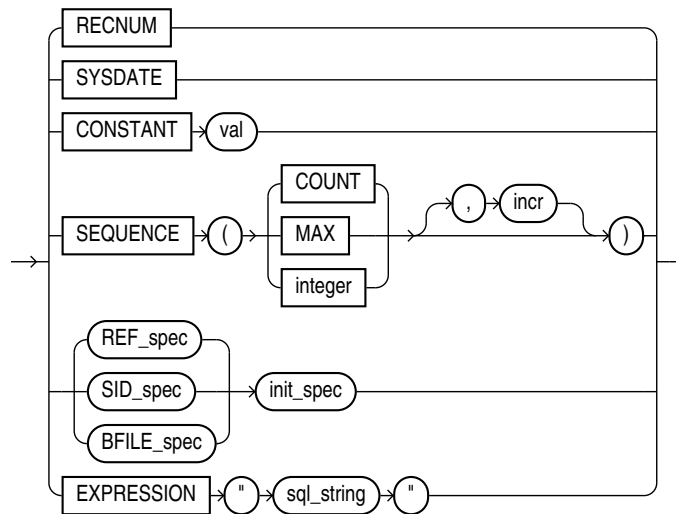 RECNUM
SYSDATE
CONSTANT val
COUNT
, incr
SEQUENCE ( MAX )
integer
REF_spec
SID_spec init_spec
BFILE_spec
EXPRESSION " sql_string "